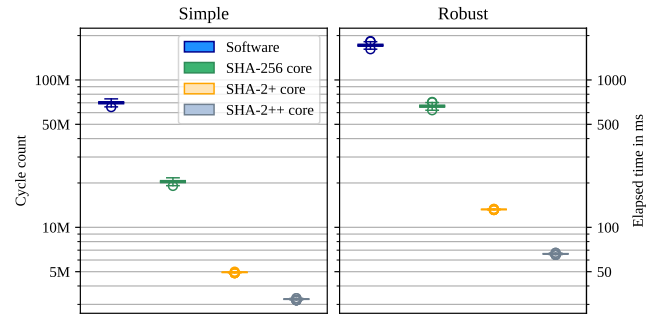 Simple
Robust
Software
SHA-256 core
SHA-2+ core
SHA-2++ core
100M
50M
10M
5M
Cycle count
1000
500
100
50
Elapsed time in ms